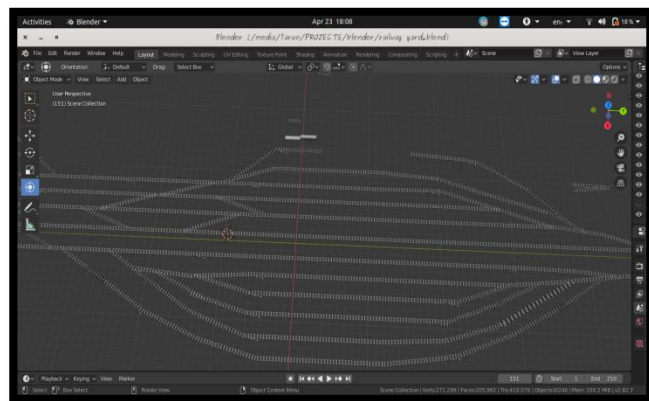 Activities Blender ▾ Apr 23 18:08 en₁ ▾ 18% ▾
Blender [/media/1arun/PROJECTS/blender/railway yard.blend]
File Edit Render Window Help Layout Modeling Sculpting UV Editing Texture Paint Shading Animation Rendering Compositing Scripting + Scene View Layer
Orientation: Default Drag: Select Box Global Options
Object Mode View Select Add Object
User Perspective
(151) Scene Collection
Playback Keying View Marker 151 Start 1 End 250
Select Box Select Rotate View Object Context Menu